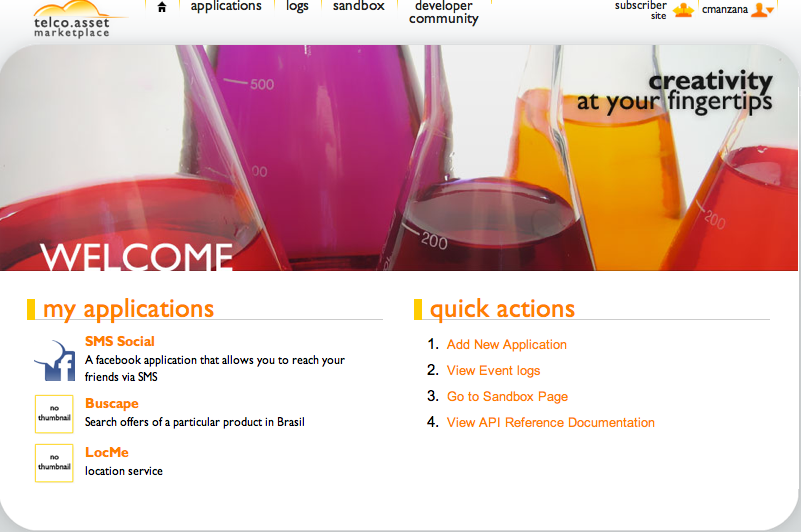 telco.asset
marketplace
applications
logs
sandbox
developer
community
subscriber
site
cmanzana
creativity
at your fingertips
500
200
200
WELCOME
my applications
SMS Social
A facebook application that allows you to reach your
friends via SMS
no
thumbnail
Buscape
Search offers of a particular product in Brasil
no
thumbnail
LocMe
location service
quick actions
1. Add New Application
2. View Event logs
3. Go to Sandbox Page
4. View API Reference Documentation